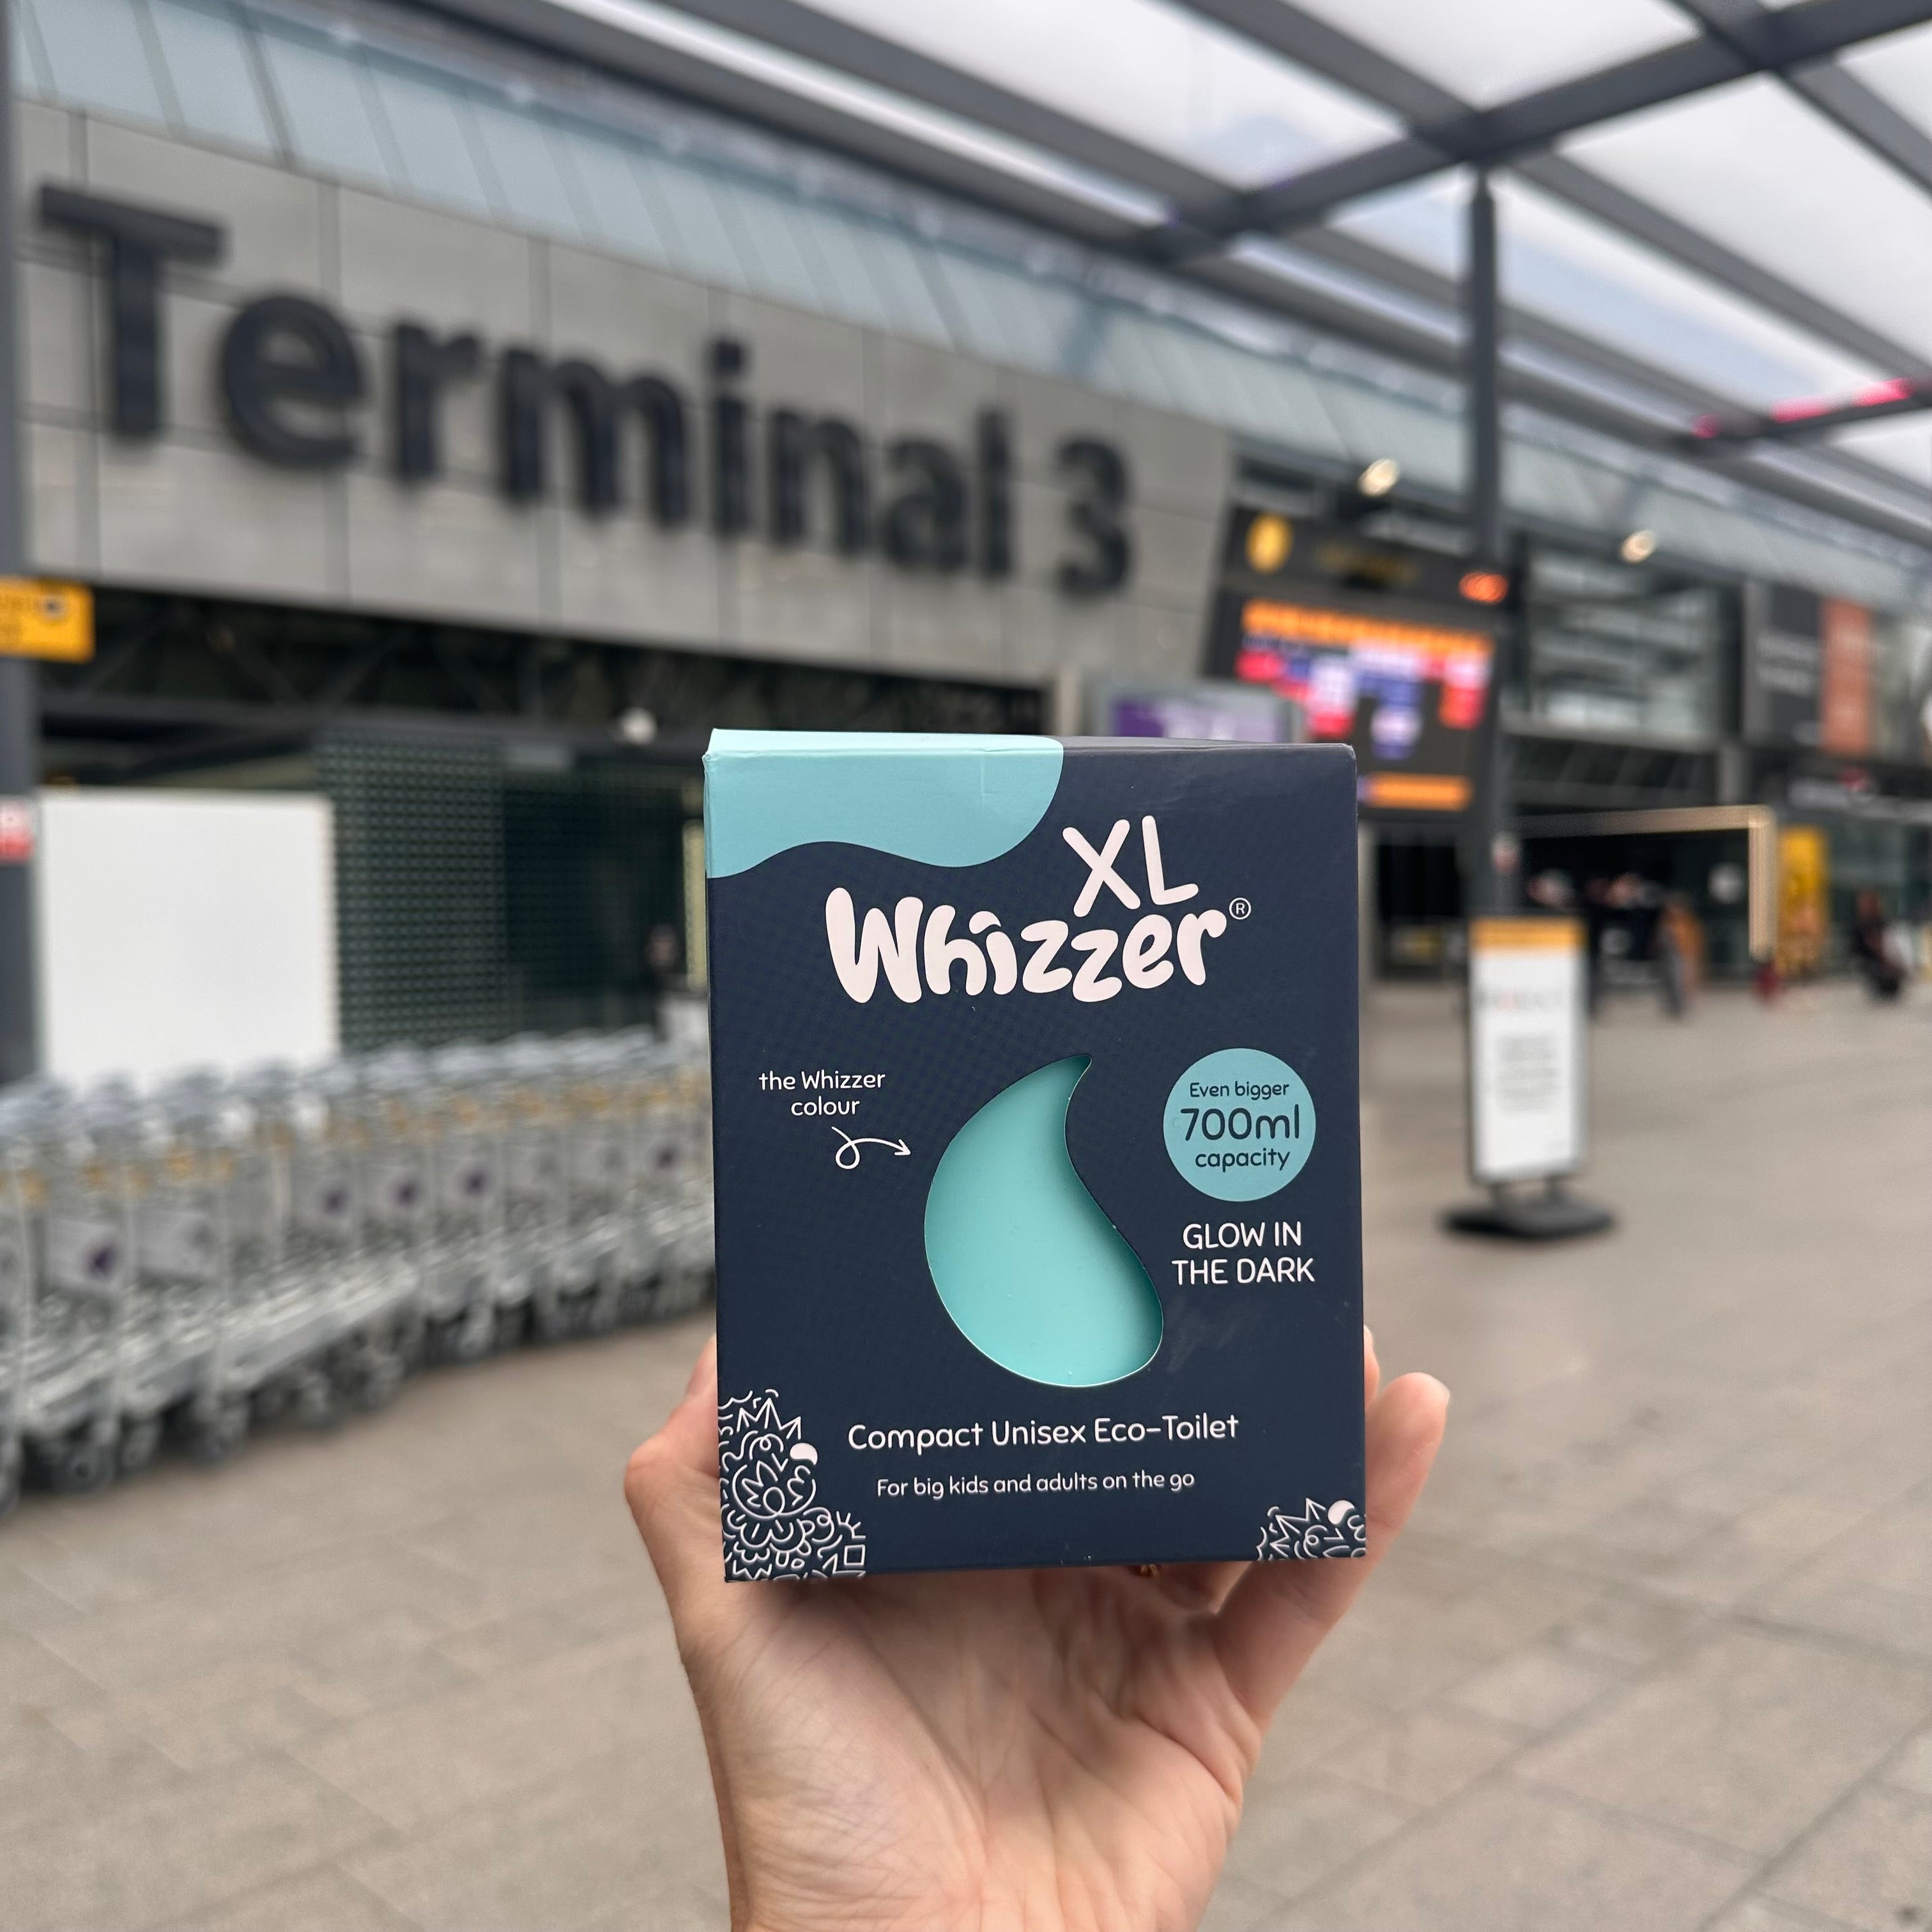 Terminal 3
XL
Whizzer®
the Whizzer
colour
Even bigger
700ml
capacity
GLOW IN
THE DARK
Compact Unisex Eco-Toilet
For big kids and adults on the go